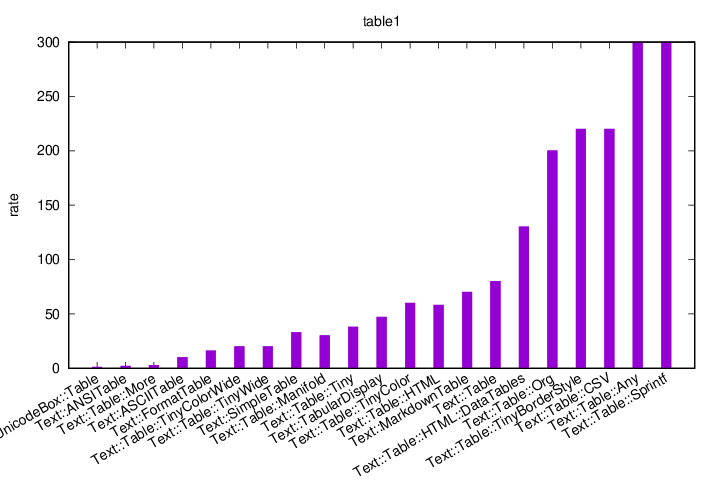 table1
300
250
200
150
100
50
0
rate
UnicodeBox::Table
Text::ANSITable
Text::Table::More
Text::ASCIITable
Text::FormatTable
Text::Table::TinyColorWide
Text::Table::TinyWide
Text::SimpleTable
Text::Table::Manifold
Text::Table::Tiny
Text::TabularDisplay
Text::Table::TinyColor
Text::Table::HTML
Text::MarkdownTable
Text::Table
Text::Table::HTML::DataTables
Text::Table::Org
Text::Table::TinyBorderStyle
Text::Table::CSV
Text::Table::Any
Text::Table::Sprintf